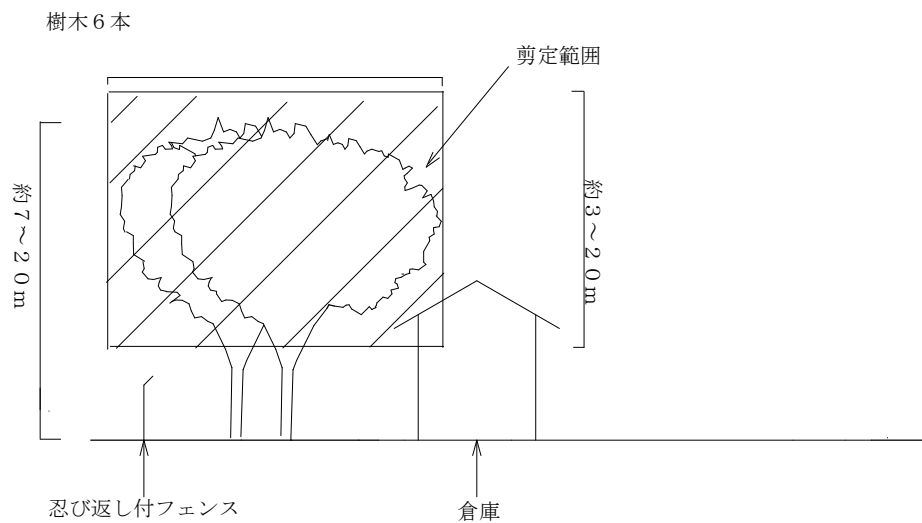 樹木６本
剪定範囲
約７～２０ｍ
約３～２０ｍ
忍び返し付フェンス
倉庫